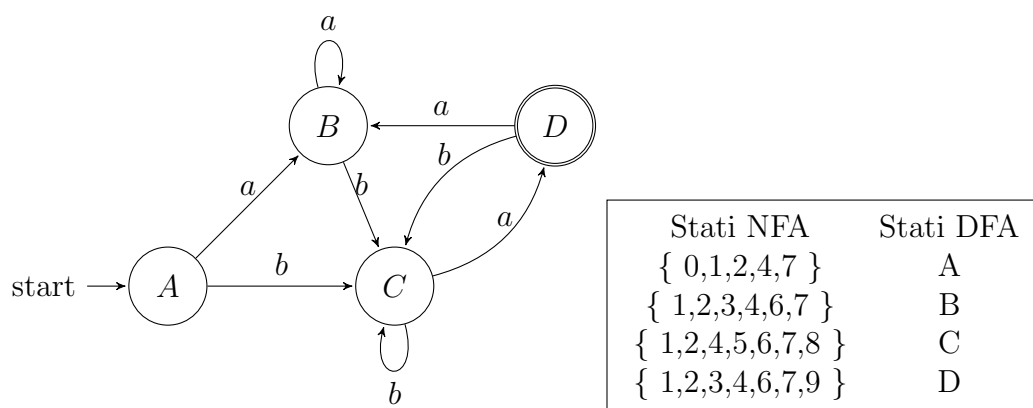 a
B
a
D
b
a
b
a
start
A
b
C
b
Stati NFA Stati DFA
{ 0,1,2,4,7 } A
{ 1,2,3,4,6,7 } B
{ 1,2,4,5,6,7,8 } C
{ 1,2,3,4,6,7,9 } D